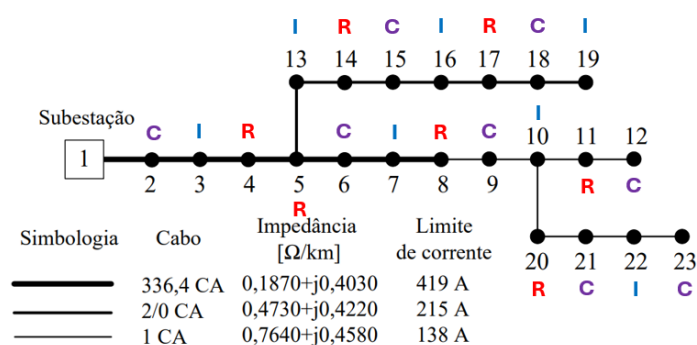 I R C I R C I
13 14 15 16 17 18 19
Subestação
C I R C I R C I
1
10 11 12
2 3 4 5 6 7 8 9
R R C
Simbologia Cabo Impedância [Ω/km] Limite de corrente
20 21 22 23
R C I C
336,4 CA 0,1870+j0,4030 419 A
2/0 CA 0,4730+j0,4220 215 A
1 CA 0,7640+j0,4580 138 A